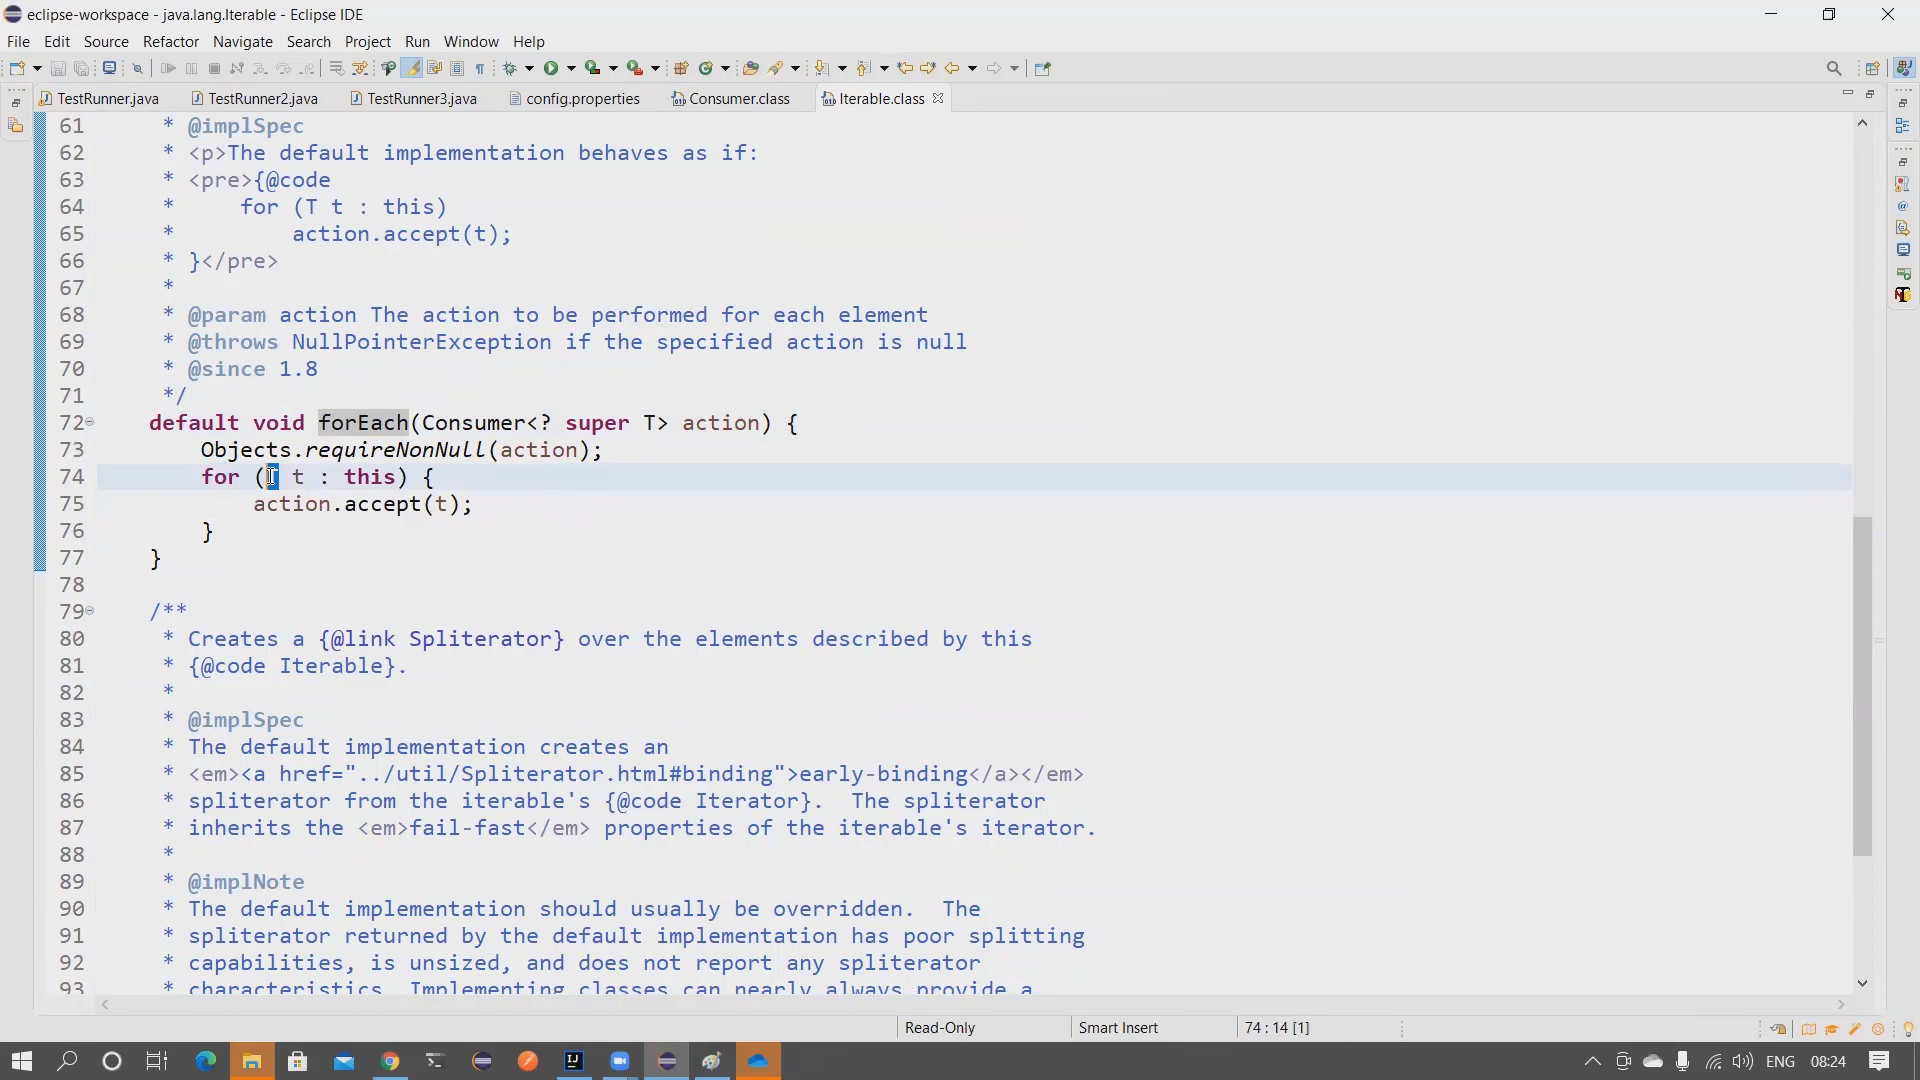 eclipse-workspace - java.lang.Iterable - Eclipse IDE
File Edit Source Refactor Navigate Search Project Run Window Help
TestRunner.java TestRunner2.java TestRunner3.java config.properties Consumer.class Iterable.class
61 * @implSpec
62 * <p>The default implementation behaves as if:
63 * <pre>{@code
64 * for (T t : this)
65 * action.accept(t);
66 * }</pre>
67 *
68 * @param action The action to be performed for each element
69 * @throws NullPointerException if the specified action is null
70 * @since 1.8
71 */
72 default void forEach(Consumer<? super T> action) {
73 Objects.requireNonNull(action);
74 for (T t : this) {
75 action.accept(t);
76 }
77 }
78
79 /**
80 * Creates a {@link Spliterator} over the elements described by this
81 * {@code Iterable}.
82 *
83 * @implSpec
84 * The default implementation creates an
85 * <em><a href="../util/Spliterator.html#binding">early-binding</a></em>
86 * spliterator from the iterable's {@code Iterator}. The spliterator
87 * inherits the <em>fail-fast</em> properties of the iterable's iterator.
88 *
89 * @implNote
90 * The default implementation should usually be overridden. The
91 * spliterator returned by the default implementation has poor splitting
92 * capabilities, is unsized, and does not report any spliterator
93 * characteristics. Implementing classes can nearly always provide a
Read-Only Smart Insert 74 : 14 [1]
ENG 08:24